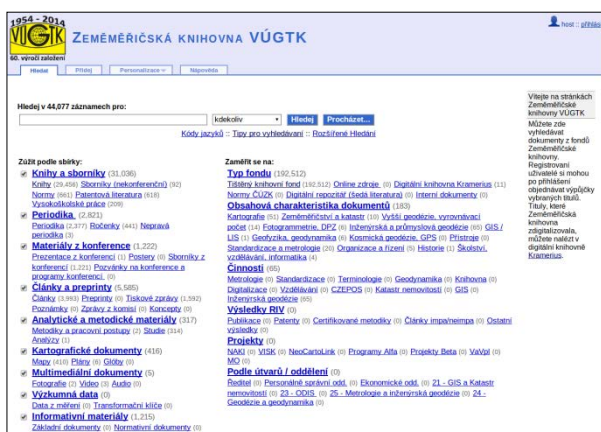 1954 - 2014
VÚGTK
60. výročí založení
ZEMĚMĚŘIČSKÁ KNIHOVNA VÚGTK
host :: přihlás
Hledat Přidej Personalizace Nápověda
Hledej v 44,077 záznamech pro:
kdekoliv Hledej Procházet...
Kódy jazyků :: Tipy pro vyhledávání :: Rozšířené Hledání
Zúžit podle sbírky:
Knihy a sborníky (31,036)
Knihy (29,456) Sborníky (nekonferenční) (92)
Normy (661) Patentová literatura (618)
Vysokoškolské práce (209)
Periodika (2,821)
Periodika (2,377) Ročenky (441) Nepravá
periodika (3)
Materiály z konference (1,222)
Prezentace z konferencí (1) Postery (0) Sborníky z
konferencí (1,221) Pozvánky na konference a
programy konferencí. (0)
Články a preprinty (5,585)
Články (3,993) Preprinty (0) Tiskové zprávy (1,592)
Poznámky (0) Zprávy z komisí (0) Koncepty (0)
Analytické a metodické materiály (317)
Metodiky a pracovní postupy (2) Studie (314)
Analýzy (1)
Kartografické dokumenty (416)
Mapy (410) Plány (6) Glóby (0)
Multimediální dokumenty (5)
Fotografie (2) Video (3) Audio (0)
Výzkumná data (0)
Data z měření (0) Transformační klíče (0)
Informativní materiály (1,215)
Základní dokumenty (0) Normotivní dokumenty (0)
Zaměřit se na:
Typ fondu (192,512)
Tištěný knihovní fond (192,512) Online zdroje (0) Digitální knihovna Kramerius (11)
Normy ČÚZK (0) Digitální repozitář (šedá literatura) (0) Interní dokumenty (0)
Obsahová charakteristika dokumentů (183)
Kartografie (51) Zeměměřictví a katastr (10) Vyšší geodézie, vyrovnávací
počet (14) Fotogrammetrie, DPZ (8) Inženýrská a průmyslová geodézie (65) GIS /
LIS (1) Geofyzika, geodynamika (6) Kosmická geodézie, GPS (0) Přístroje (0)
Standardizace a metrologie (26) Organizace a řízení (5) Historie (1) Školství,
vzdělávání, informatika (4)
Činnosti (65)
Metrologie (0) Standardizace (0) Terminologie (0) Geodynamika (0) Knihovna (0)
Digitalizace (0) Vzdělávání (0) CZEPOS (0) Katastr nemovitostí (0) GIS (0)
Inženýrská geodézie (65)
Výsledky RIV (0)
Publikace (0) Patenty (0) Certifikované metodiky (0) Články impa/neimpa (0) Ostatní
výsledky (0)
Projekty (0)
NAKI (0) VISK (0) NeoCartoLink (0) Programy Alfa (0) Projekty Beta (0) VaVpI (0)
MO (0)
Podle útvarů / oddělení (0)
Ředitel (0) Personálně správní odd. (0) Ekonomické odd. (0) 21 - GIS a Katastr
nemovitostí (0) 23 - ODIS (0) 25 - Metrologie a inženýrská geodézie (0) 24 -
Geodézie a geodynamika (0)
Vítejte na stránkách
Zeměměřičské
knihovny VÚGTK
Můžete zde
vyhledávat
dokumenty z fondů
Zeměměřičské
knihovny.
Registrovaní
uživatelé si mohou
po přihlášení
objednávat výpůjčky
vybraných titulů.
Tituly, které
Zeměměřičská
knihovna
zdigitalizovala,
můžete nalézt v
digitální knihovně
Kramerius.